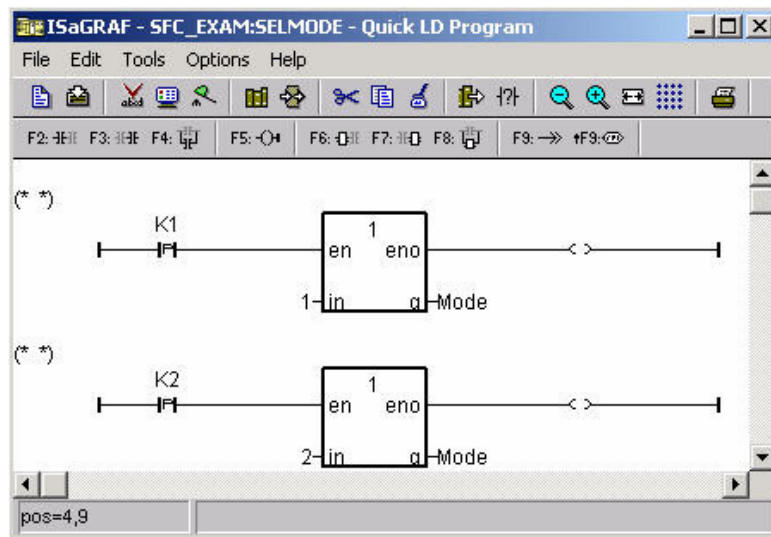 ISaGRAF - SFC_EXAM:SELMODE - Quick LD Program
File Edit Tools Options Help
F2: F3: F4: F5: F6: F7: F8: F9: ↑F9:
(* *)
K1
1
P
en eno
1 in q Mode
(* *)
K2
1
P
en eno
2 in q Mode
pos=4,9